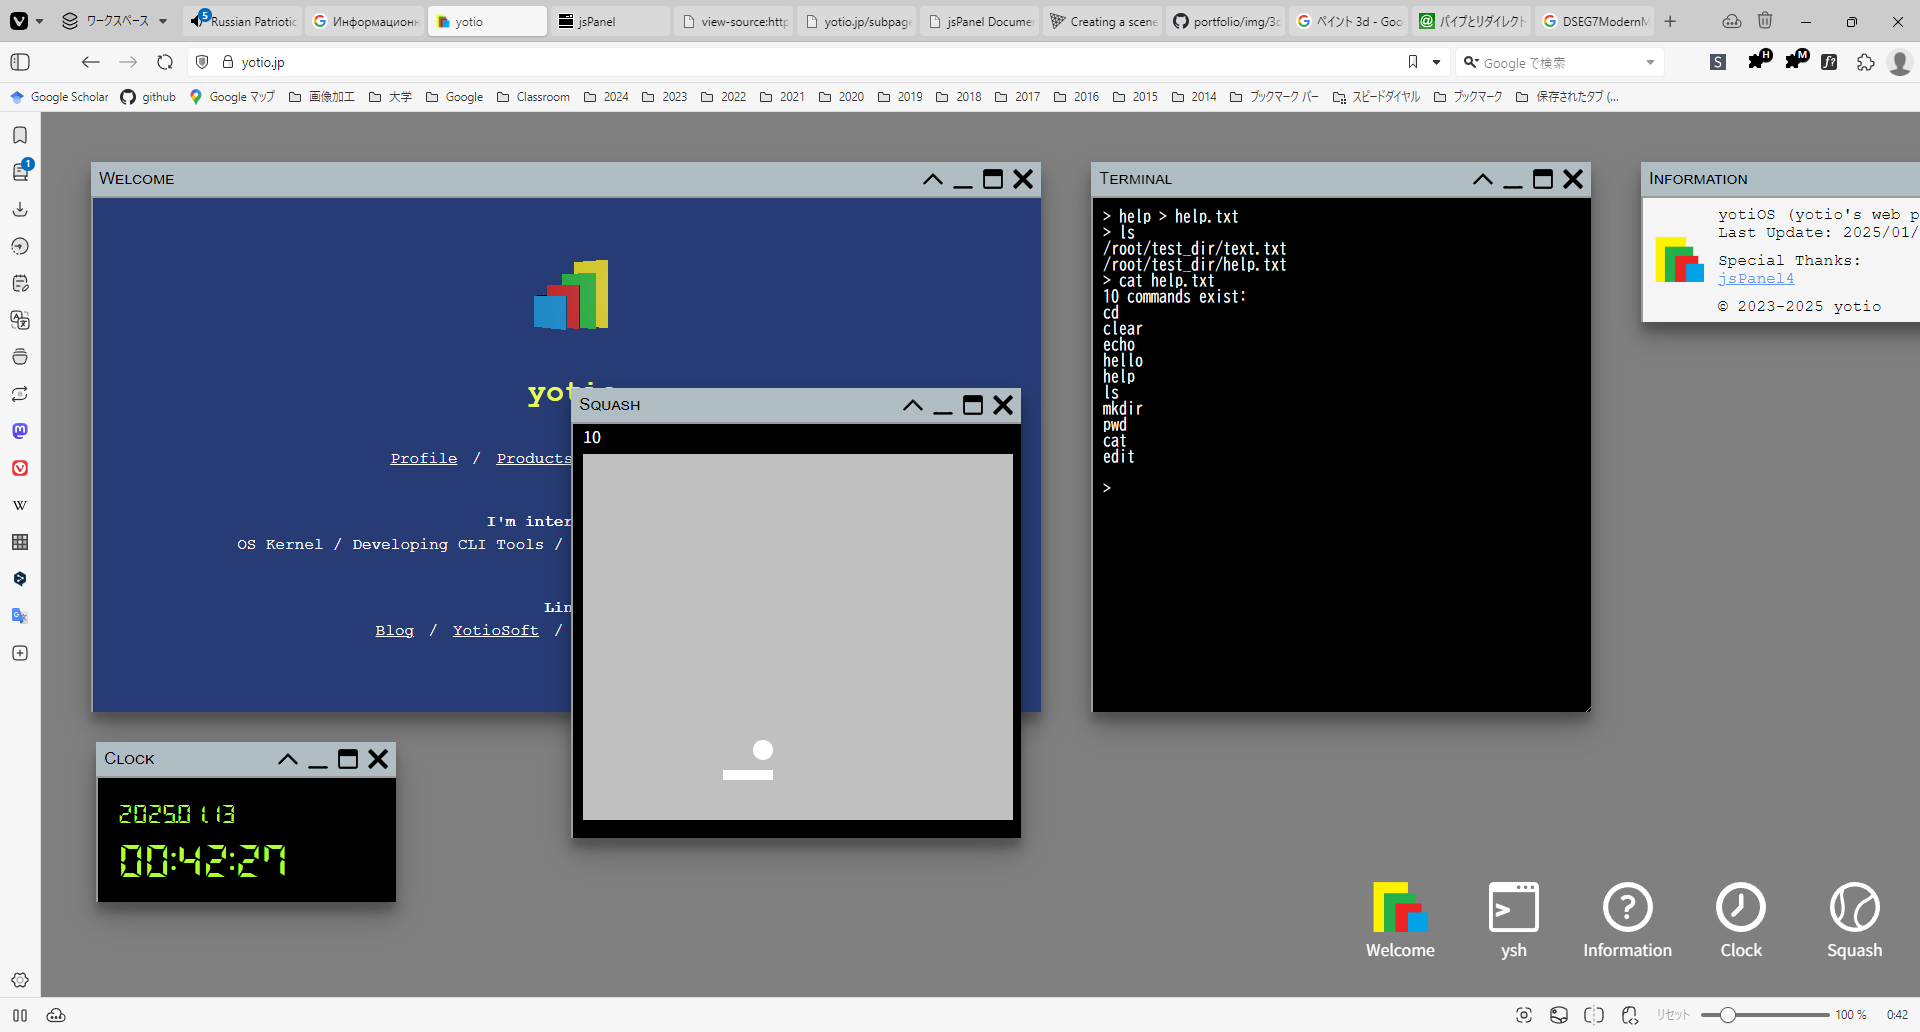 ワークスペース
5
Russian Patriotic
Информационн
yotio
jsPanel
view-source:http
yotio.jp/subpage
jsPanel Docume
Creating a scene
portfolio/img/3d
ペイント 3d - Goo
パイプとリダイレクト
DSEG7ModernM
yotio.jp
Google で検索
S
H
M
f?
Google Scholar
github
Google マップ
画像加工
大学
Google
Classroom
2024
2023
2022
2021
2020
2019
2018
2017
2016
2015
2014
ブックマーク バー
スピードダイヤル
ブックマーク
保存されたタブ (...
1
W
Welcome
yotio
Profile / Products
I'm inter
OS Kernel / Developing CLI Tools /
Lin
Blog / YotioSoft /
Squash
10
Terminal
> help > help.txt
> ls
/root/test_dir/text.txt
/root/test_dir/help.txt
> cat help.txt
10 commands exist:
cd
clear
echo
hello
help
ls
mkdir
pwd
cat
edit
>
Information
yotiOS (yotio's web p
Last Update: 2025/01/
Special Thanks:
jsPanel4
© 2023-2025 yotio
Clock
2025.01.13
00:42:27
Welcome
ysh
Information
Clock
Squash
リセット
100 %
0:42